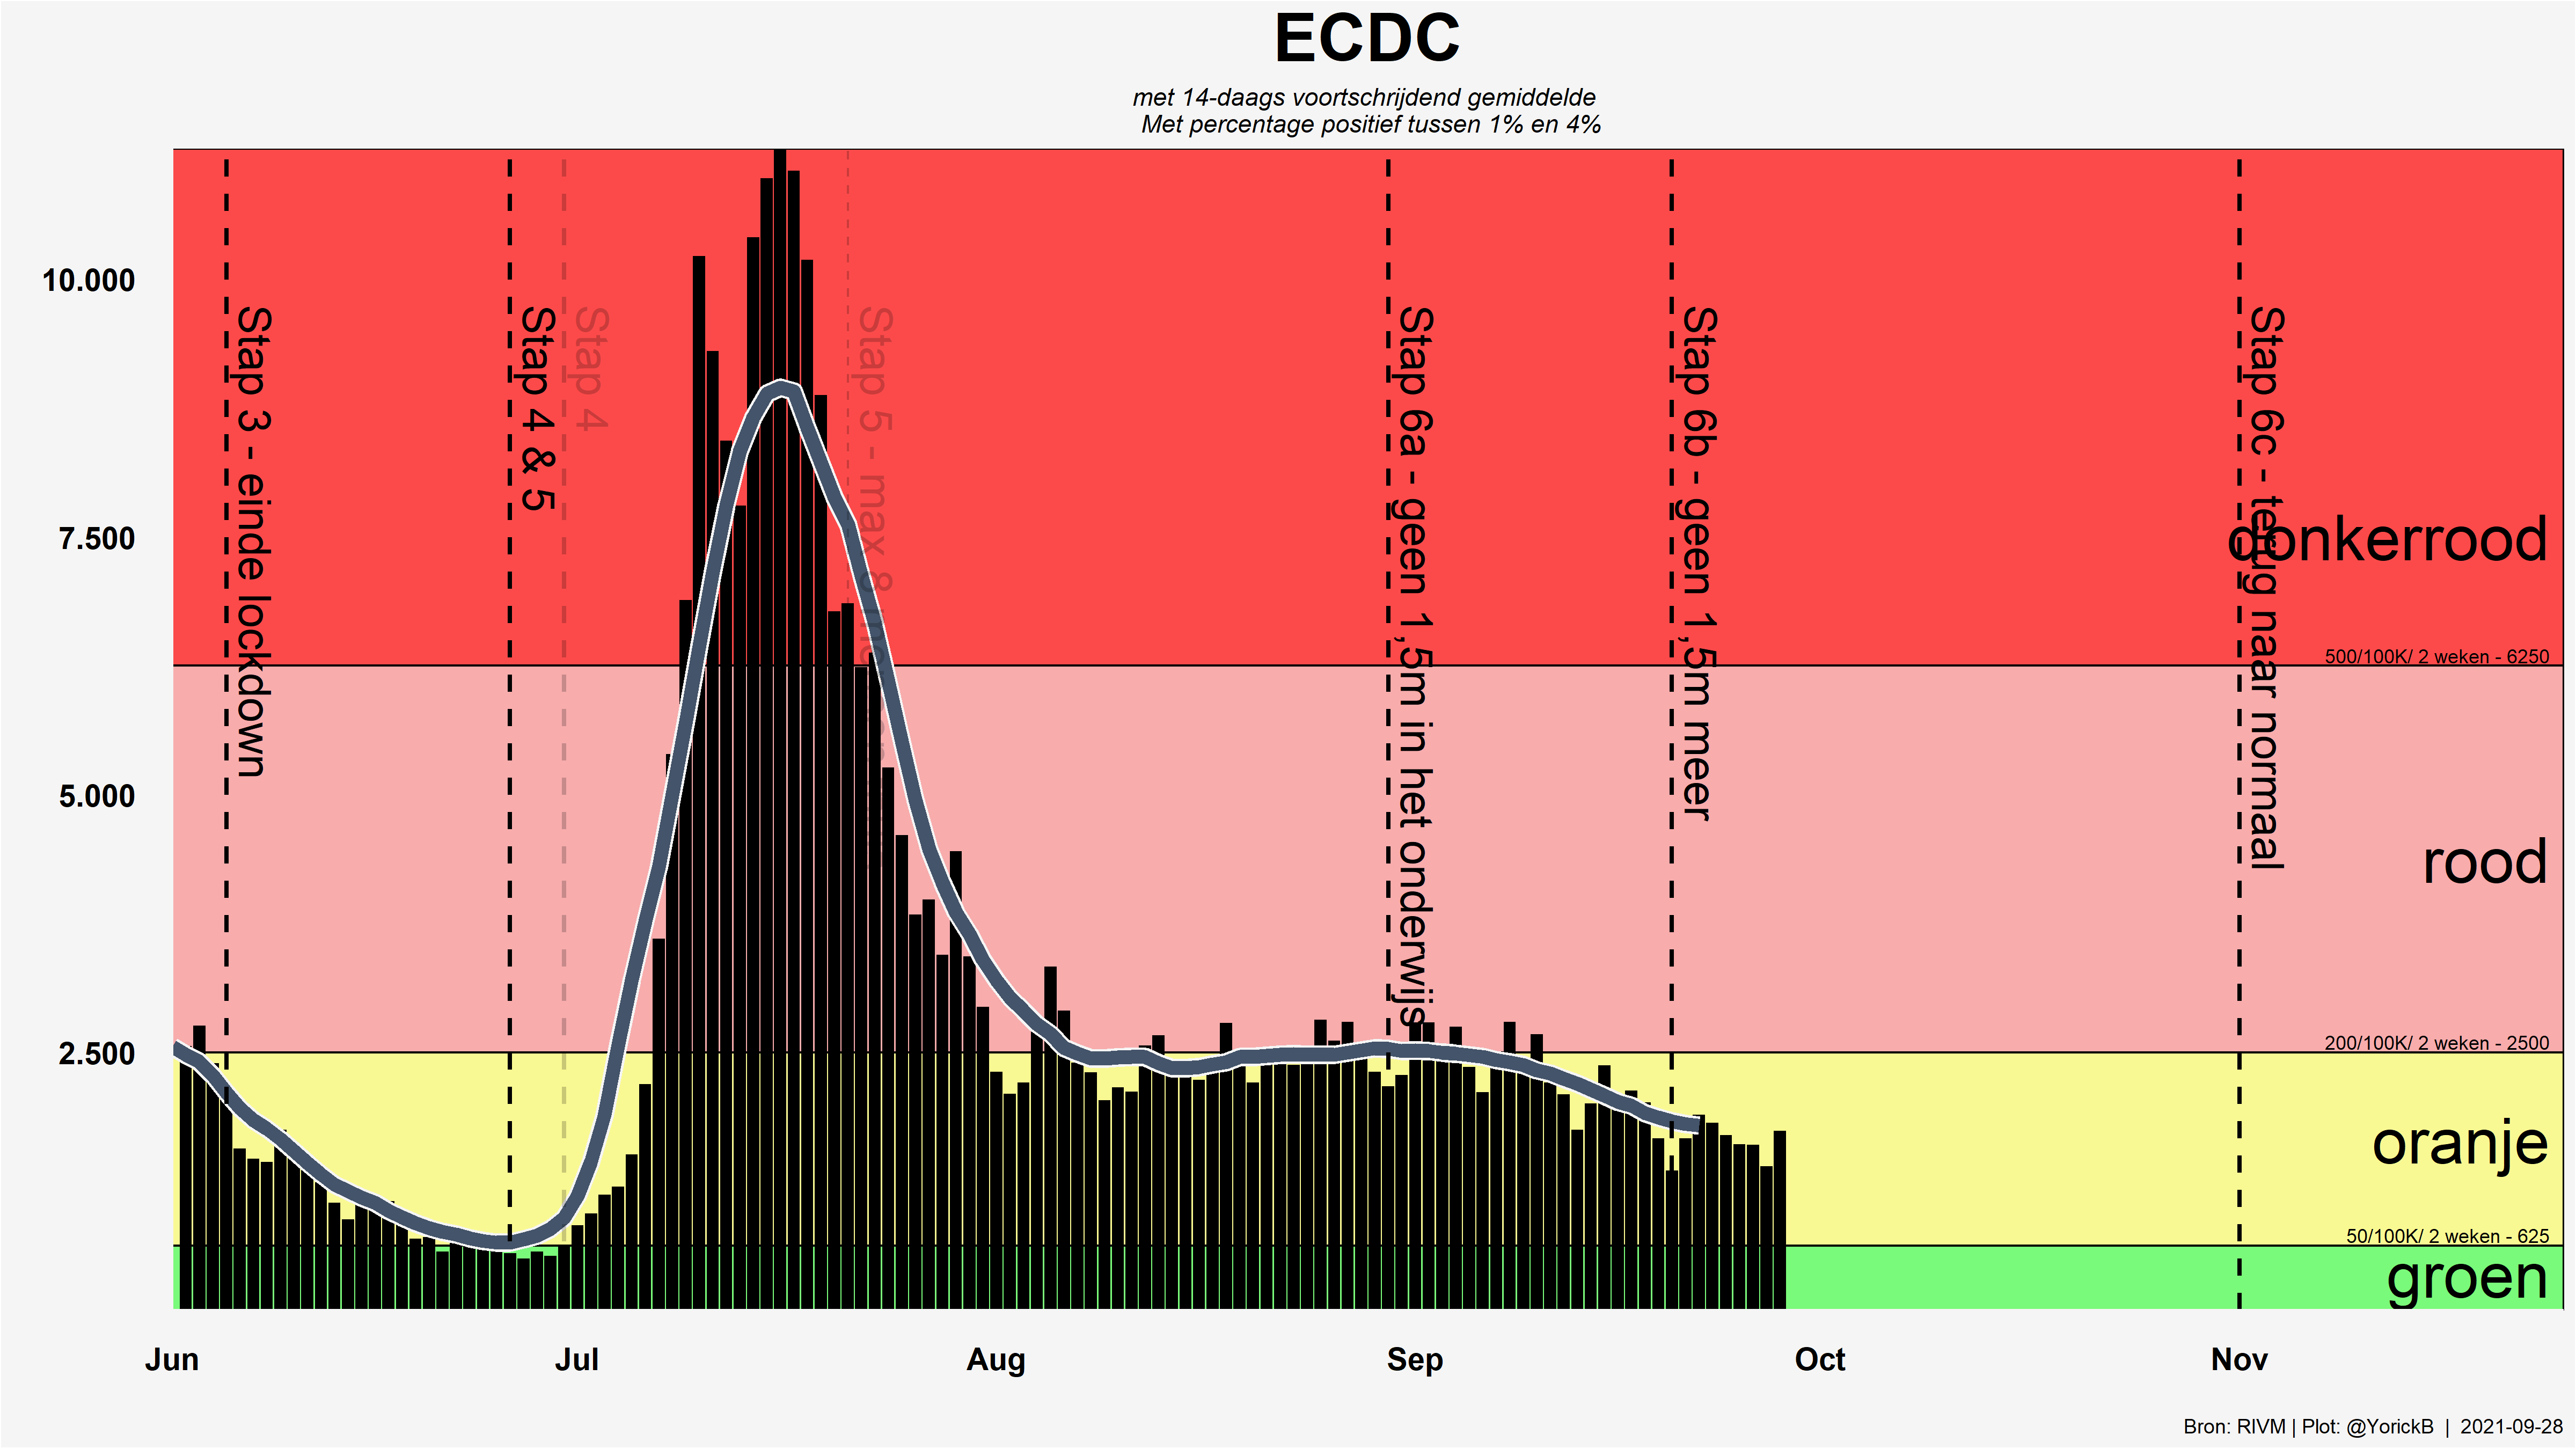 ECDC
met 14-daags voortschrijdend gemiddelde
Met percentage positief tussen 1% en 4%
10.000
7.500
5.000
2.500
Stap 3 - einde lockdown
Stap 4 & 5
Stap 4
Stap 5 - max 8
Stap 6a - geen 1,5m in het onderwijs
Stap 6b - geen 1,5m meer
Stap 6c - terug naar normaal
donkerrood
500/100K/ 2 weken - 6250
rood
200/100K/ 2 weken - 2500
oranje
50/100K/ 2 weken - 625
groen
Jun
Jul
Aug
Sep
Oct
Nov
Bron: RIVM | Plot: @YorickB | 2021-09-28